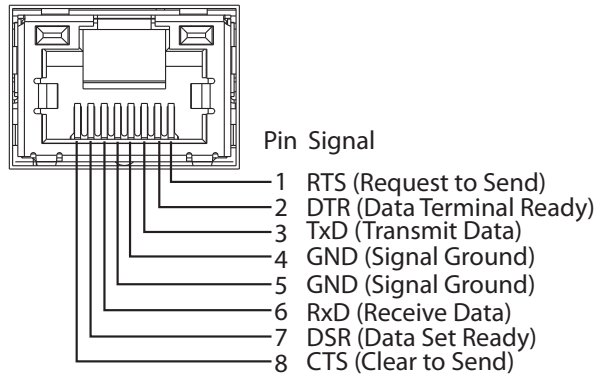 Pin Signal
1 RTS (Request to Send)
2 DTR (Data Terminal Ready)
3 TxD (Transmit Data)
4 GND (Signal Ground)
5 GND (Signal Ground)
6 RxD (Receive Data)
7 DSR (Data Set Ready)
8 CTS (Clear to Send)